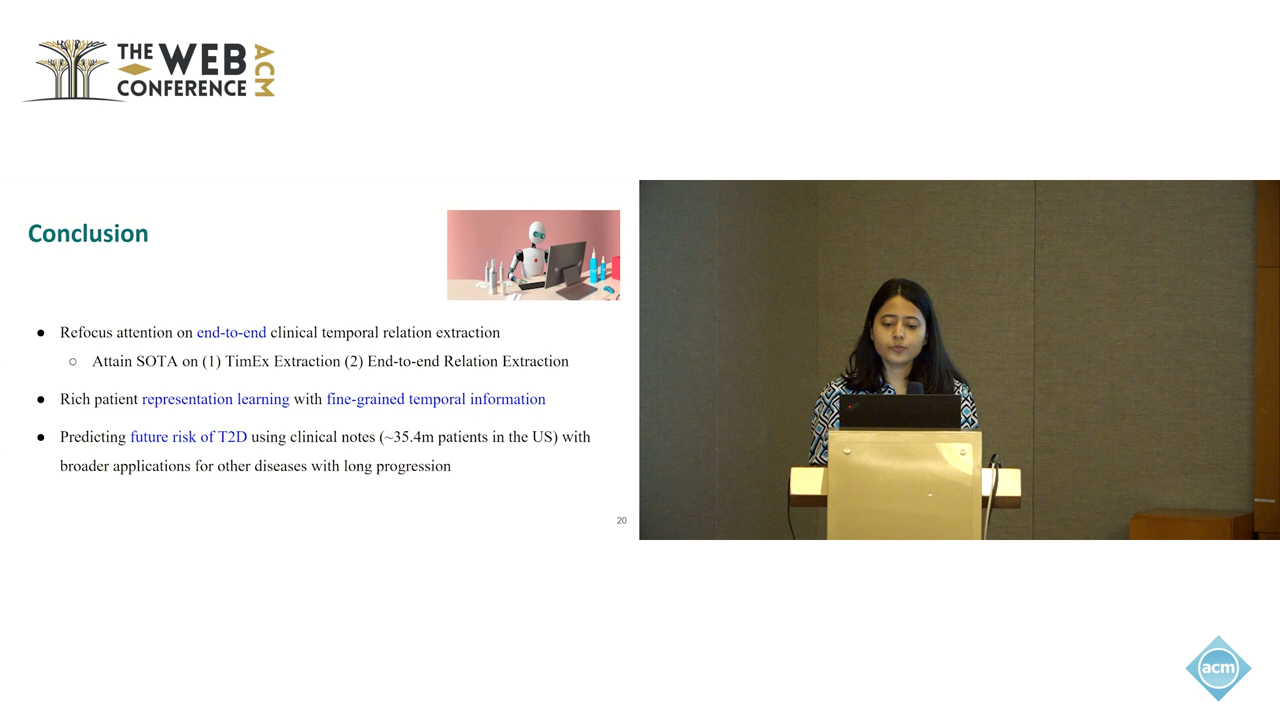 THE WEB
CONFERENCE
ACM
Conclusion
● Refocus attention on end-to-end clinical temporal relation extraction
○ Attain SOTA on (1) TimEx Extraction (2) End-to-end Relation Extraction
● Rich patient representation learning with fine-grained temporal information
● Predicting future risk of T2D using clinical notes (~35.4m patients in the US) with
broader applications for other diseases with long progression
20
acm